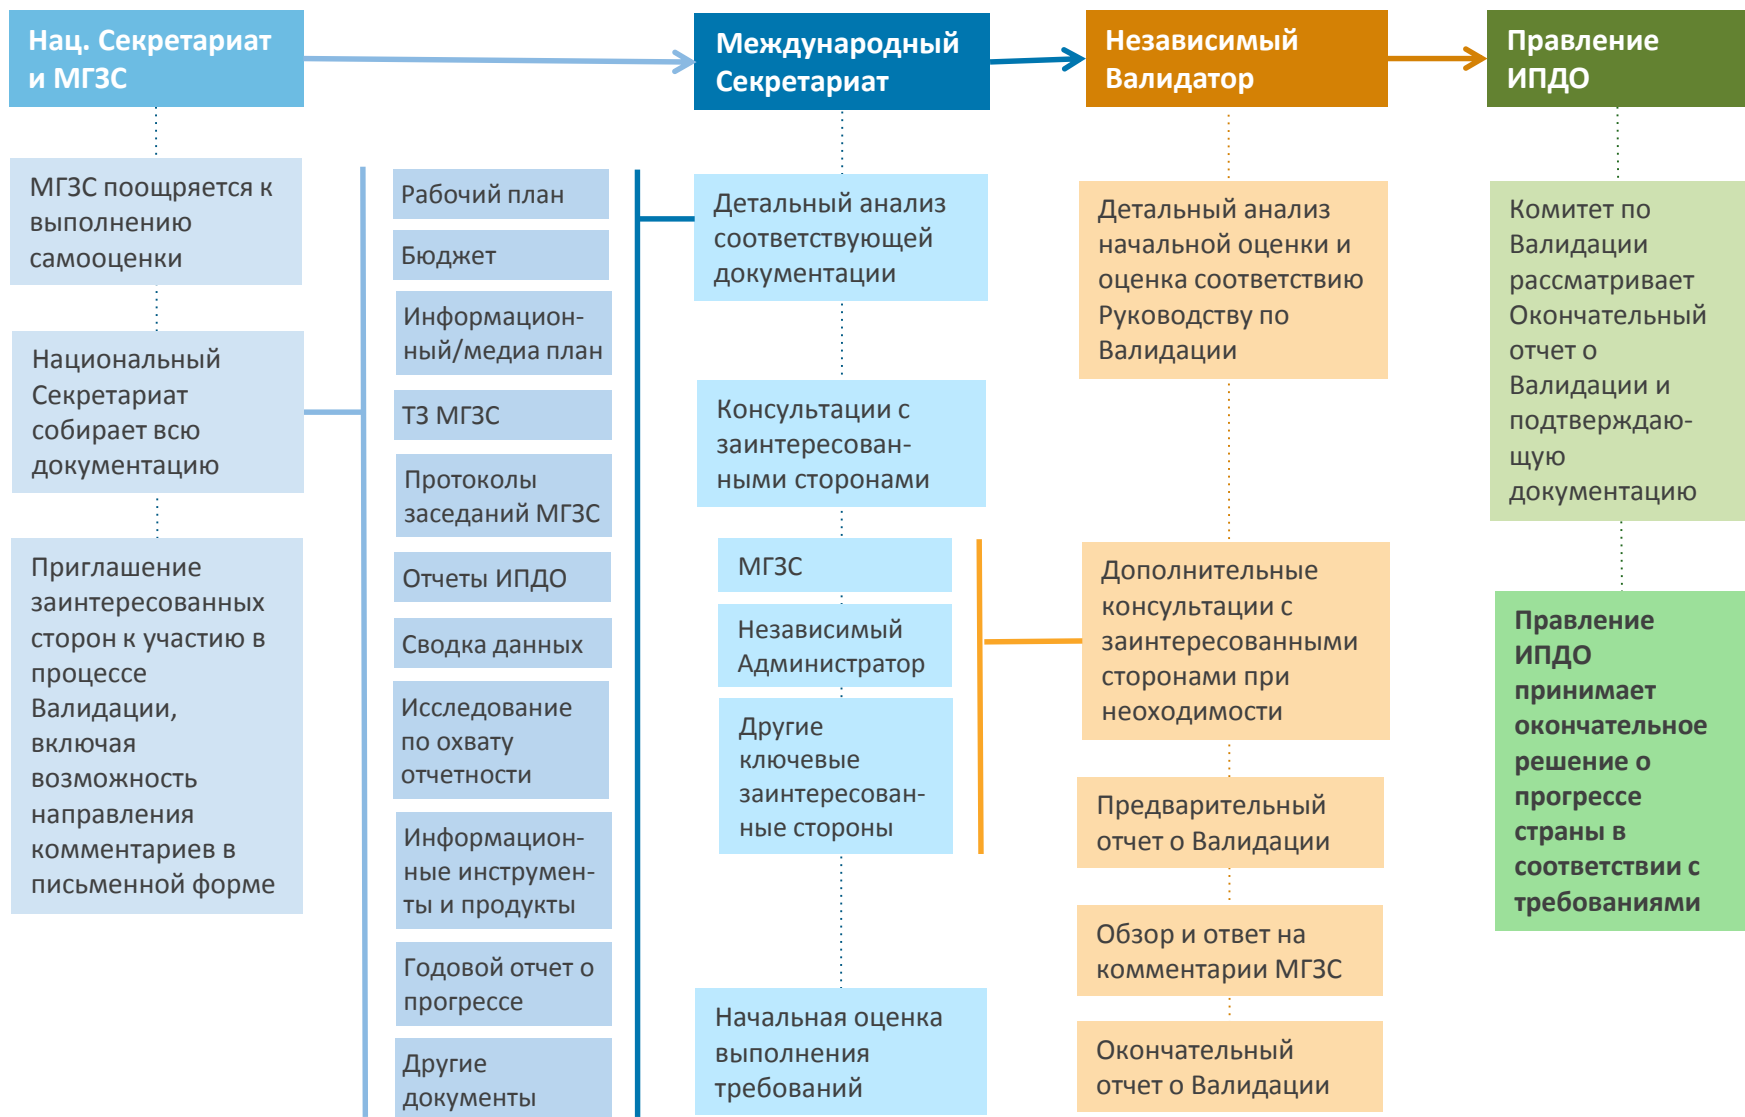 Нац. Секретариат
и МГЗС
МГЗС поощряется к
выполнению
самооценки
Национальный
Секретариат
собирает всю
документацию
Приглашение
заинтересованных
сторон к участию в
процессе
Валидации,
включая
возможность
направления
комментариев в
письменной форме
Рабочий план
Бюджет
Информацион-
ный/медиа план
ТЗ МГЗС
Протоколы
заседаний МГЗС
Отчеты ИПДО
Сводка данных
Исследование
по охвату
отчетности
Информацион-
ные инструмен-
ты и продукты
Годовой отчет о
прогрессе
Другие
документы
Международный
Секретариат
Детальный анализ
соответствующей
документации
Консультации с
заинтересован-
ными сторонами
МГЗС
Независимый
Администратор
Другие
ключевые
заинтересован-
ные стороны
Начальная оценка
выполнения
требований
Независимый
Валидатор
Детальный анализ
начальной оценки и
оценка соответствию
Руководству по
Валидации
Дополнительные
консультации с
заинтересованными
сторонами при
неоходимости
Предварительный
отчет о Валидации
Обзор и ответ на
комментарии МГЗС
Окончательный
отчет о Валидации
Правление
ИПДО
Комитет по
Валидации
рассматривает
Окончательный
отчет о
Валидации и
подтверждаю-
щую
документацию
Правление
ИПДО
принимает
окончательное
решение о
прогрессе
страны в
соответствии с
требованиями